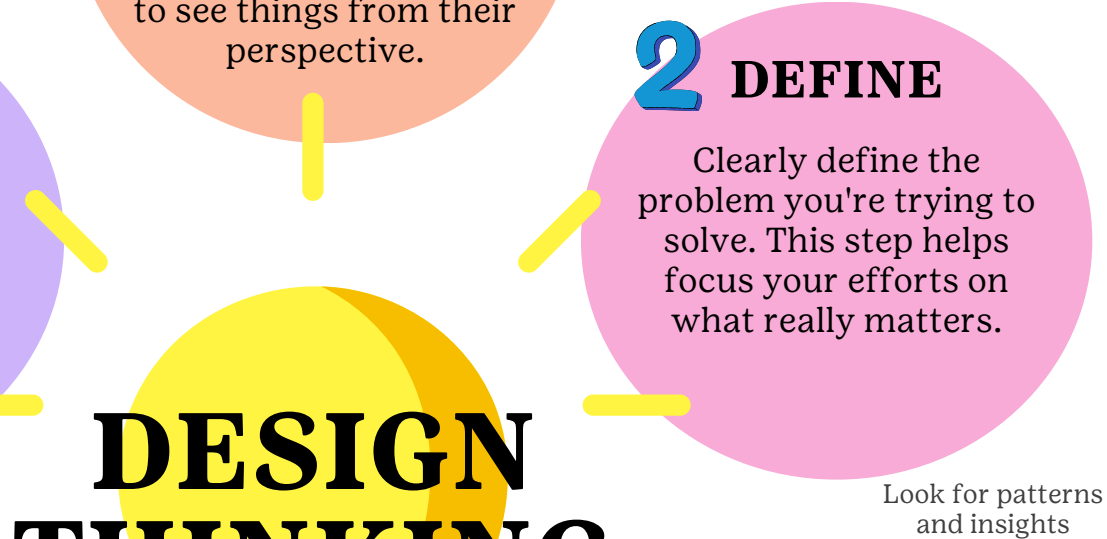 to see things from their
perspective.
2 DEFINE
Clearly define the
problem you're trying to
solve. This step helps
focus your efforts on
what really matters.
DESIGN
THINKING
Look for patterns
and insights